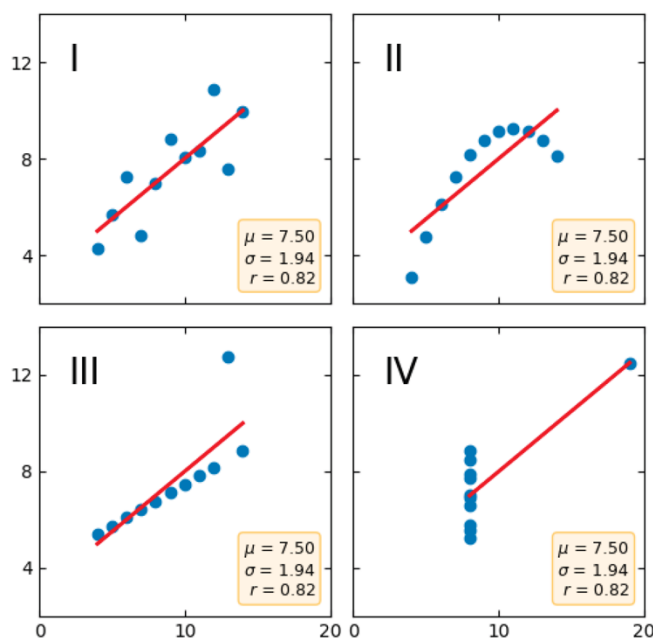 I
II
12
8
4
μ = 7.50
σ = 1.94
r = 0.82
μ = 7.50
σ = 1.94
r = 0.82
III
IV
12
8
4
μ = 7.50
σ = 1.94
r = 0.82
μ = 7.50
σ = 1.94
r = 0.82
0
10
20
0
10
20